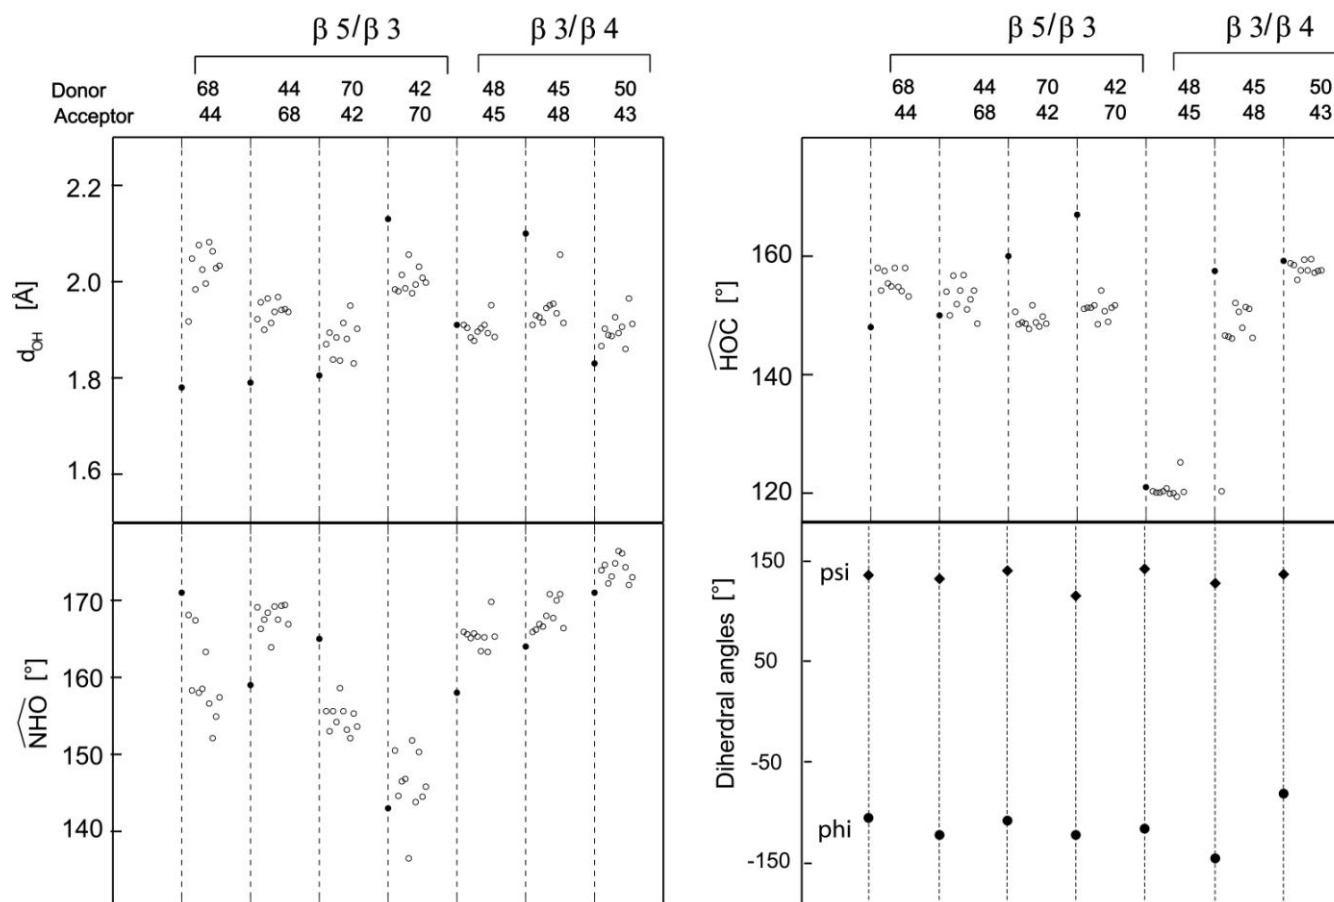 β 5/β 3 β 3/β 4
Donor 68 44 70 42 48 45 50
Acceptor 44 68 42 70 45 48 43
2.2
2.0
1.8
1.6
d_OH [Å]
170
160
150
140
NHO [°]
β 5/β 3 β 3/β 4
68 44 70 42 48 45 50
44 68 42 70 45 48 43
160
140
120
HOC [°]
150
50
-50
-150
psi
phi
Diherdral angles [°]